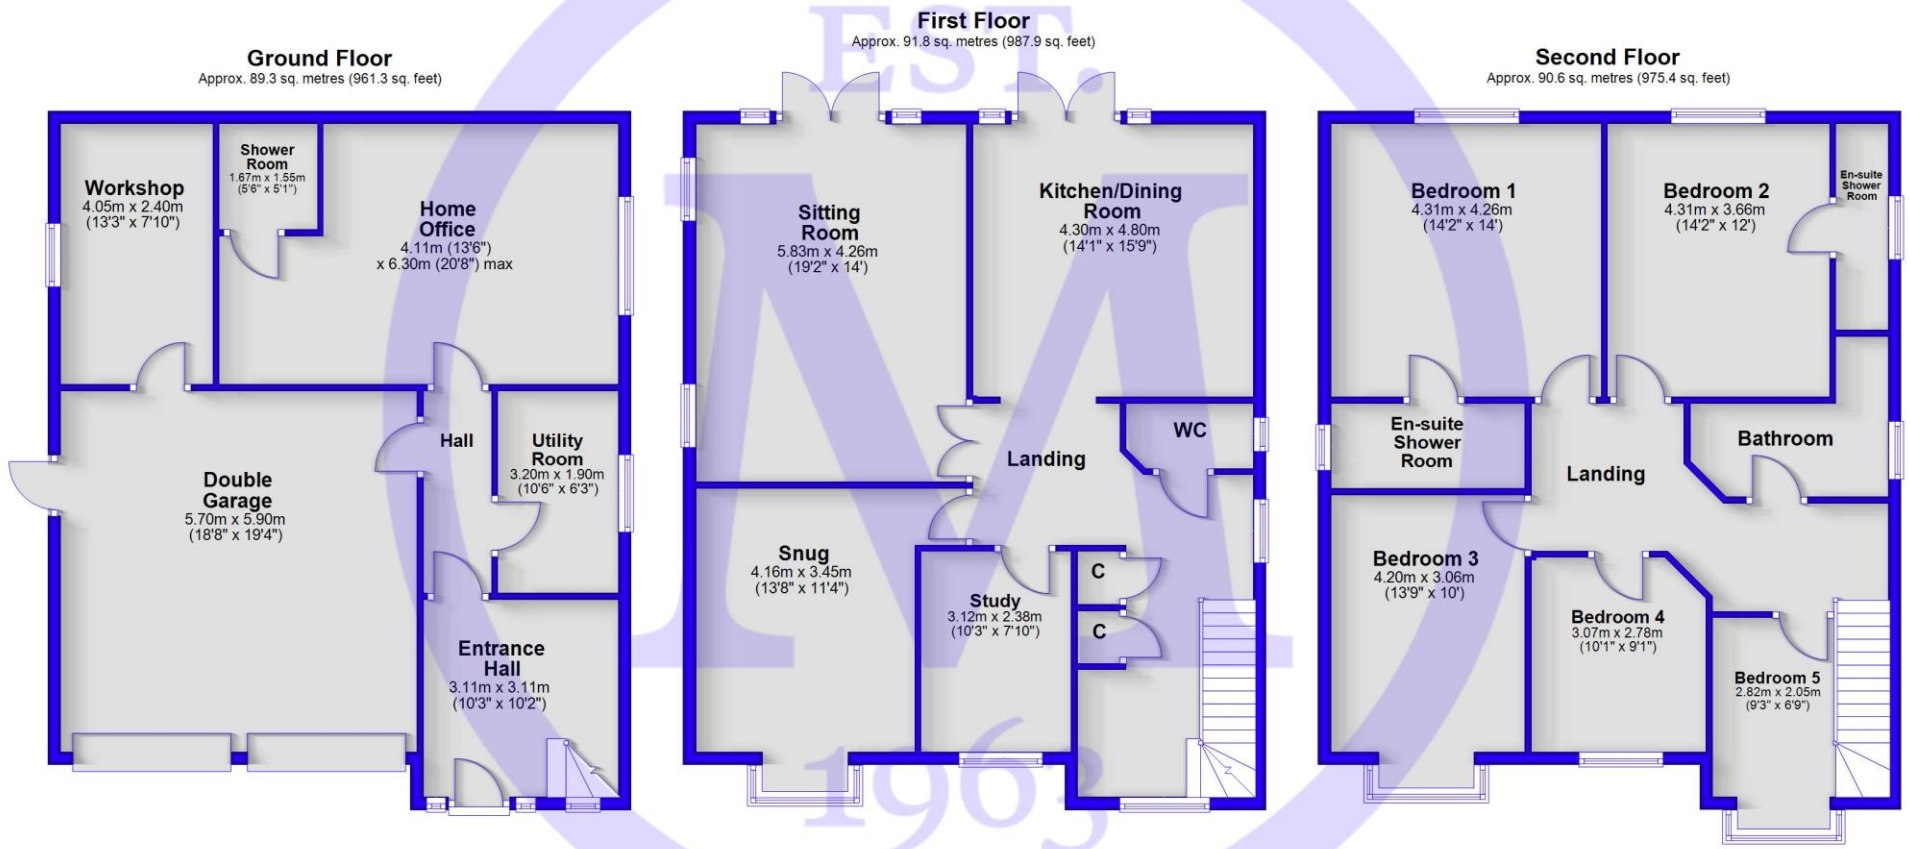 Ground Floor
Approx. 89.3 sq. metres (961.3 sq. feet)
Workshop
4.05m x 2.40m
(13'3" x 7'10")
Shower
Room
1.67m x 1.55m
(5'6" x 5'1")
Home
Office
4.11m (13'6")
x 6.30m (20'8") max
Hall
Utility
Room
3.20m x 1.90m
(10'6" x 6'3")
Double
Garage
5.70m x 5.90m
(18'8" x 19'4")
Entrance
Hall
3.11m x 3.11m
(10'3" x 10'2")
First Floor
Approx. 91.8 sq. metres (987.9 sq. feet)
Sitting
Room
5.83m x 4.26m
(19'2" x 14')
Kitchen/Dining
Room
4.30m x 4.80m
(14'1" x 15'9")
WC
Landing
Snug
4.16m x 3.45m
(13'8" x 11'4")
Study
3.12m x 2.38m
(10'3" x 7'10")
C
C
Second Floor
Approx. 90.6 sq. metres (975.4 sq. feet)
Bedroom 1
4.31m x 4.26m
(14'2" x 14')
Bedroom 2
4.31m x 3.66m
(14'2" x 12')
En-suite
Shower
Room
En-suite
Shower
Room
Bathroom
Landing
Bedroom 3
4.20m x 3.06m
(13'9" x 10')
Bedroom 4
3.07m x 2.78m
(10'1" x 9'1")
Bedroom 5
2.82m x 2.05m
(9'3" x 6'9")
EST.
M
1963